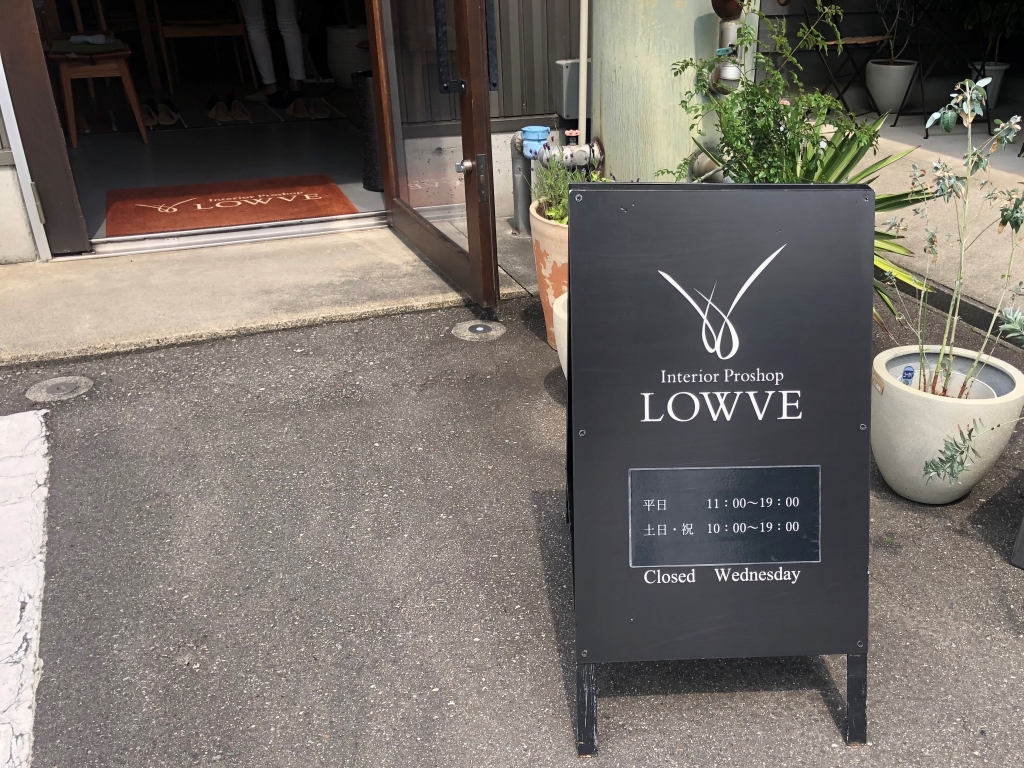 Interior Proshop
LOWVE
Interior Proshop
LOWVE
平日 11:00〜19:00
土日・祝 10:00〜19:00
Closed Wednesday